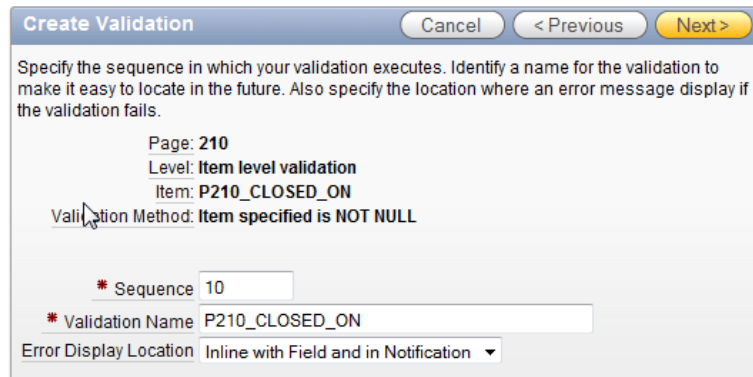 Create Validation Cancel < Previous Next >
Specify the sequence in which your validation executes. Identify a name for the validation to
make it easy to locate in the future. Also specify the location where an error message display if
the validation fails.
Page: 210
Level: Item level validation
Item: P210_CLOSED_ON
Validation Method: Item specified is NOT NULL
* Sequence 10
* Validation Name P210_CLOSED_ON
Error Display Location Inline with Field and in Notification